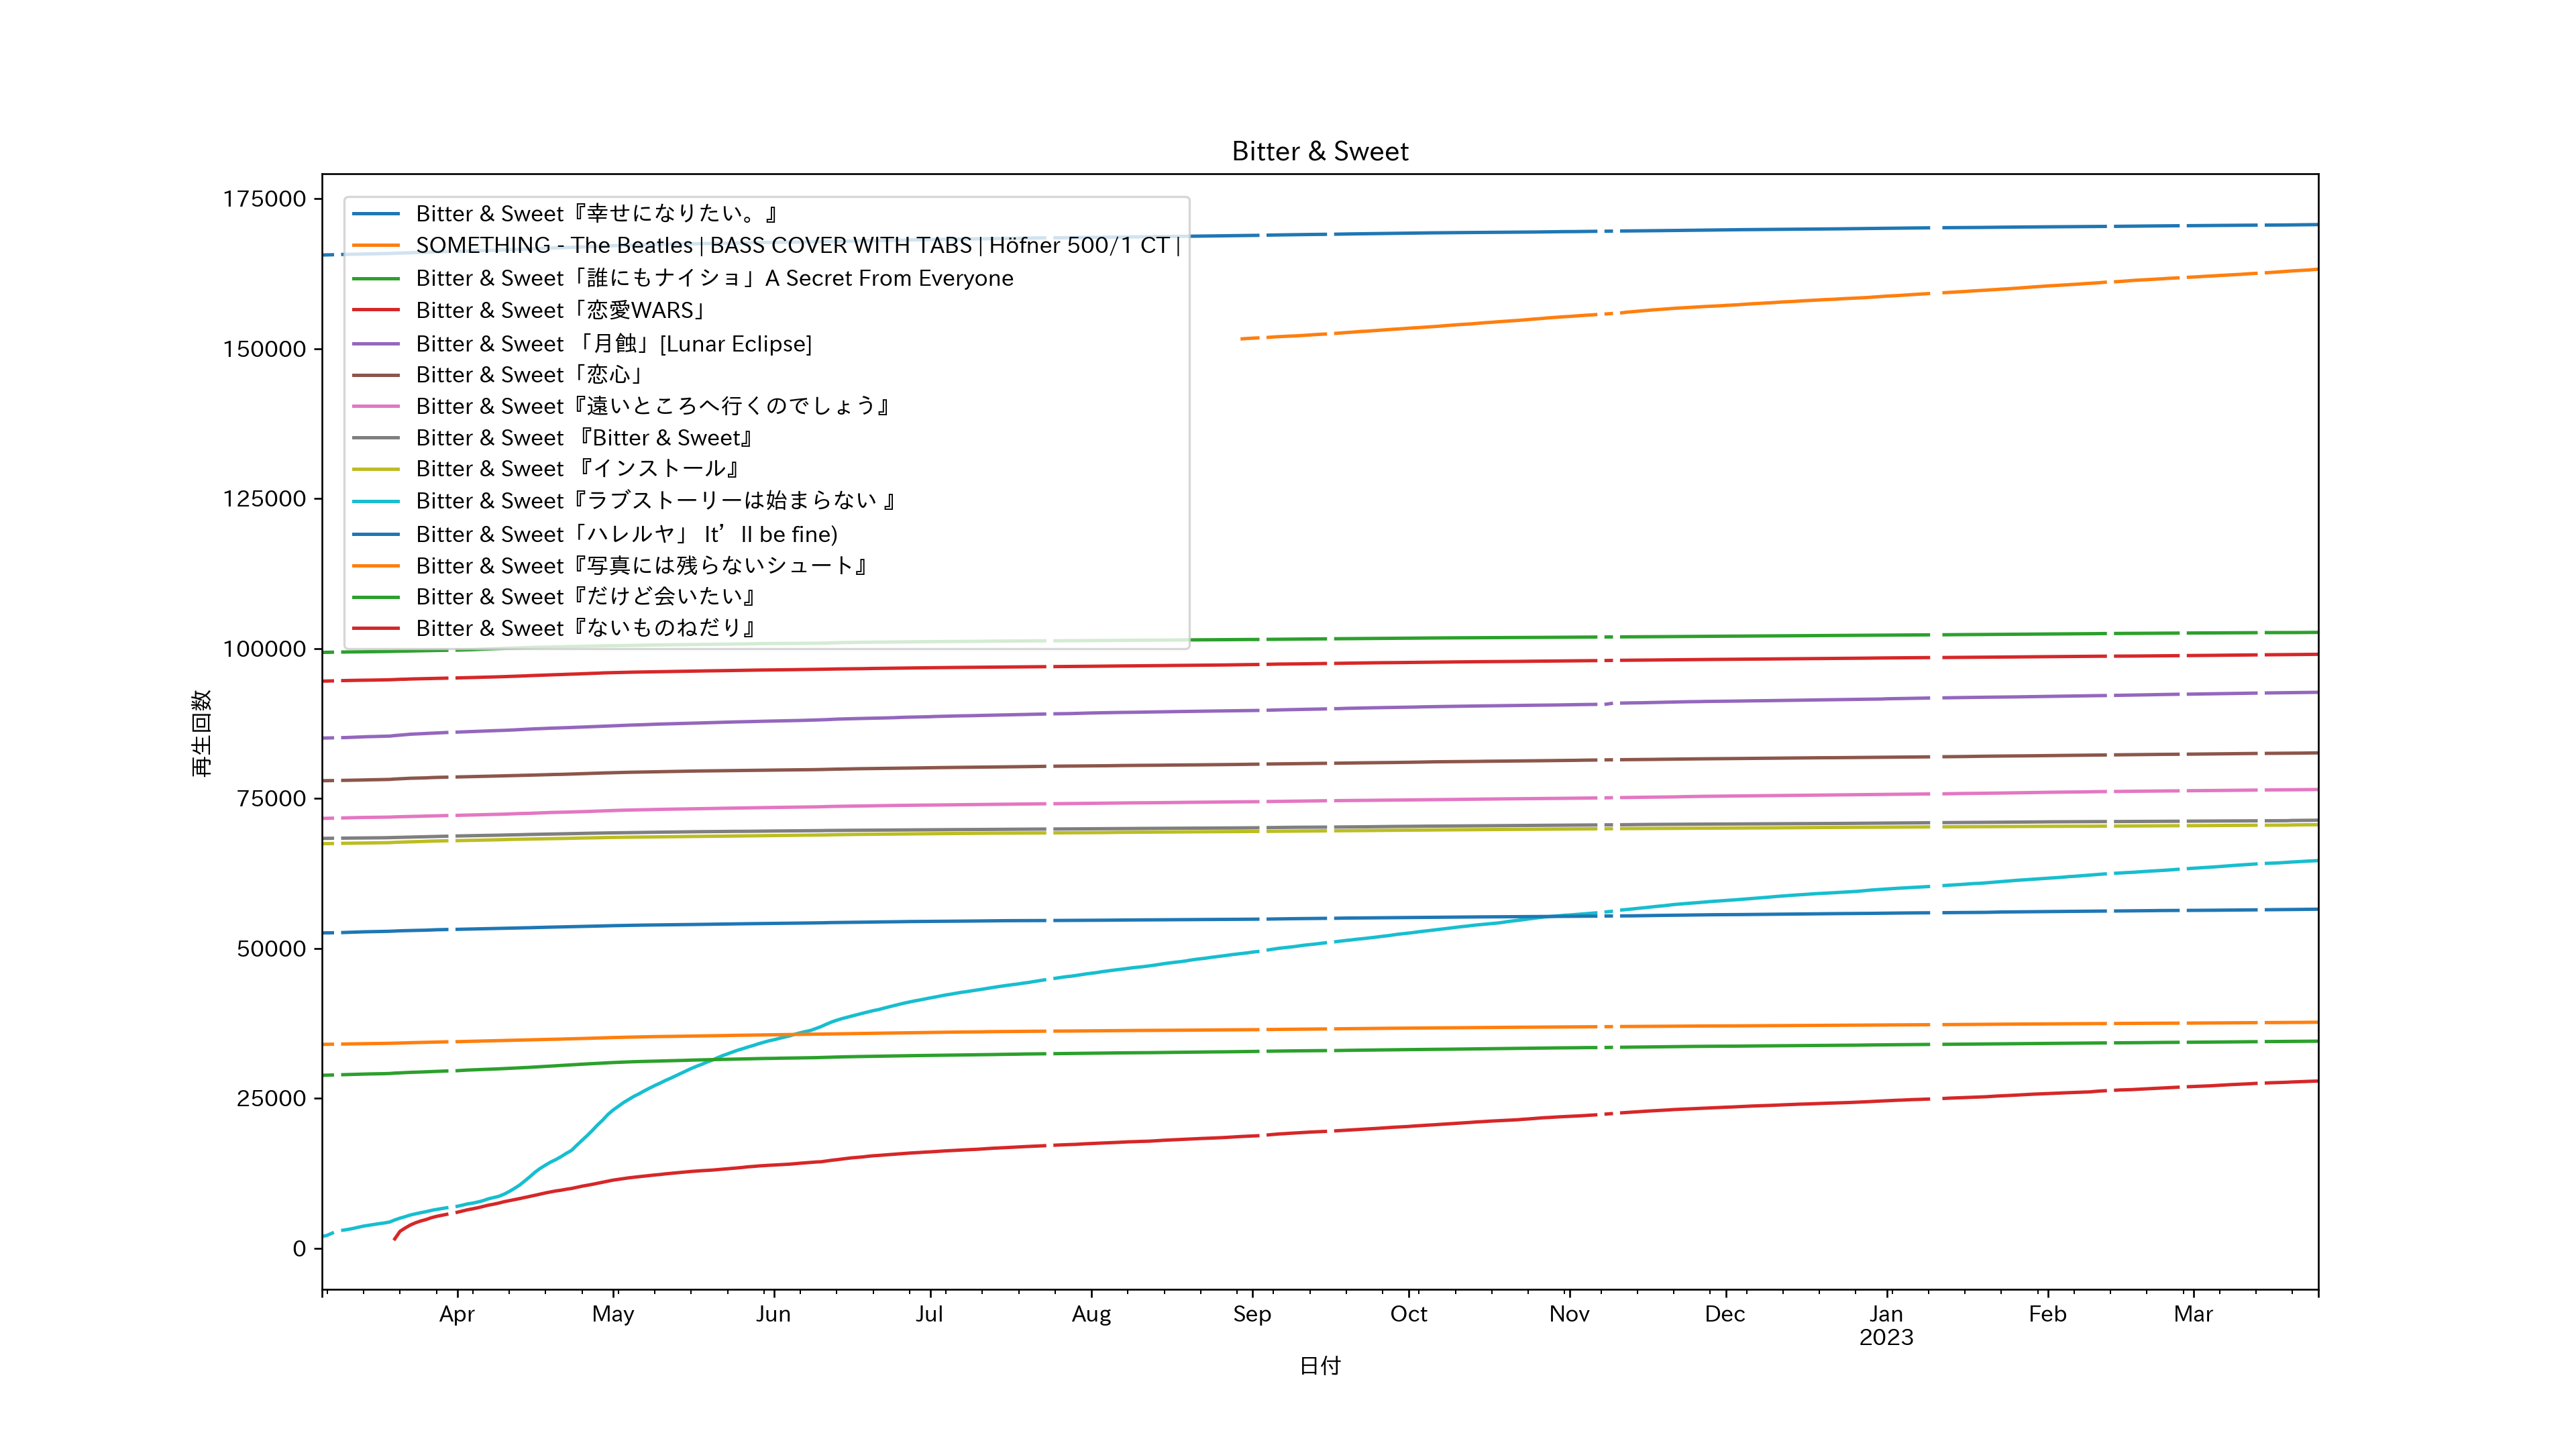 Bitter & Sweet
175000
150000
125000
100000
75000
50000
25000
0
再生回数
Bitter & Sweet『幸せになりたい。』
SOMETHING - The Beatles | BASS COVER WITH TABS | Höfner 500/1 CT |
Bitter & Sweet「誰にもナイショ」A Secret From Everyone
Bitter & Sweet「恋愛WARS」
Bitter & Sweet 「月蝕」[Lunar Eclipse]
Bitter & Sweet「恋心」
Bitter & Sweet『遠いところへ行くのでしょう』
Bitter & Sweet 『Bitter & Sweet』
Bitter & Sweet 『インストール』
Bitter & Sweet『ラブストーリーは始まらない 』
Bitter & Sweet「ハレルヤ」 It’ll be fine)
Bitter & Sweet『写真には残らないシュート』
Bitter & Sweet『だけど会いたい』
Bitter & Sweet『ないものねだり』
Apr May Jun Jul Aug Sep Oct Nov Dec Jan Feb Mar
2023
日付